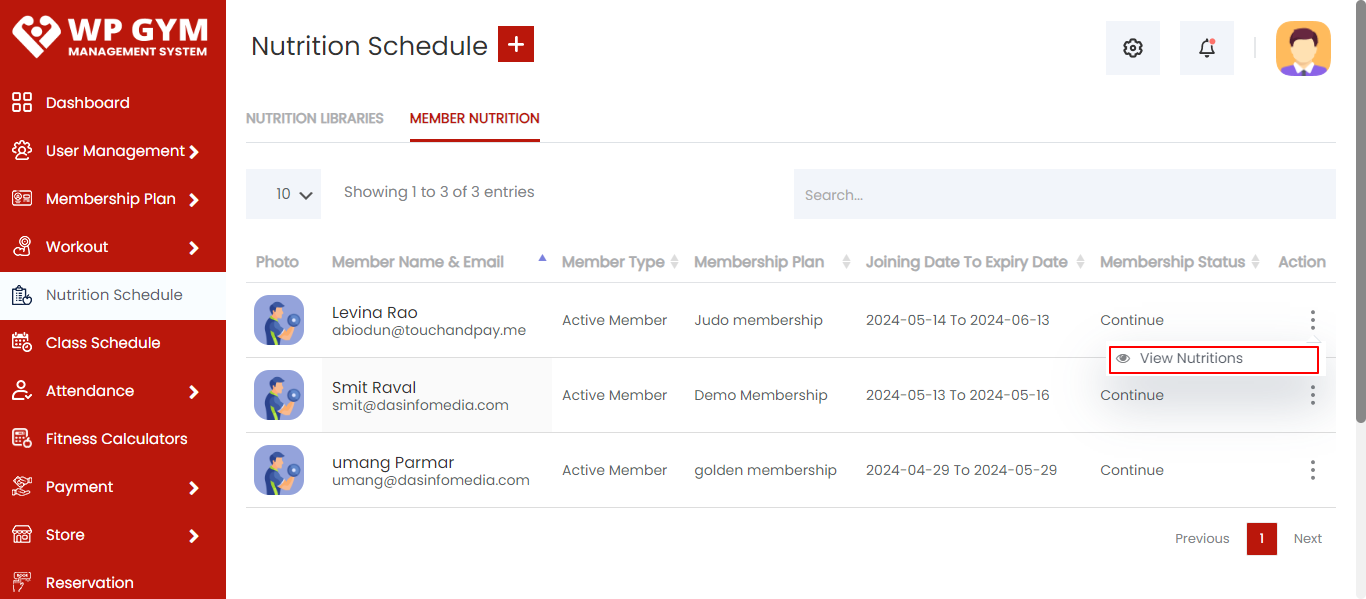 WP GYM
MANAGEMENT SYSTEM
Dashboard
User Management
Membership Plan
Workout
Nutrition Schedule
Class Schedule
Attendance
Fitness Calculators
Payment
Store
Reservation
Nutrition Schedule +
NUTRITION LIBRARIES MEMBER NUTRITION
10 Showing 1 to 3 of 3 entries Search...
Photo Member Name & Email Member Type Membership Plan Joining Date To Expiry Date Membership Status Action
Levina Rao
abiodun@touchandpay.me Active Member Judo membership 2024-05-14 To 2024-06-13 Continue
View Nutritions
Smit Raval
smit@dasinfomedia.com Active Member Demo Membership 2024-05-13 To 2024-05-16 Continue
umang Parmar
umang@dasinfomedia.com Active Member golden membership 2024-04-29 To 2024-05-29 Continue
Previous 1 Next